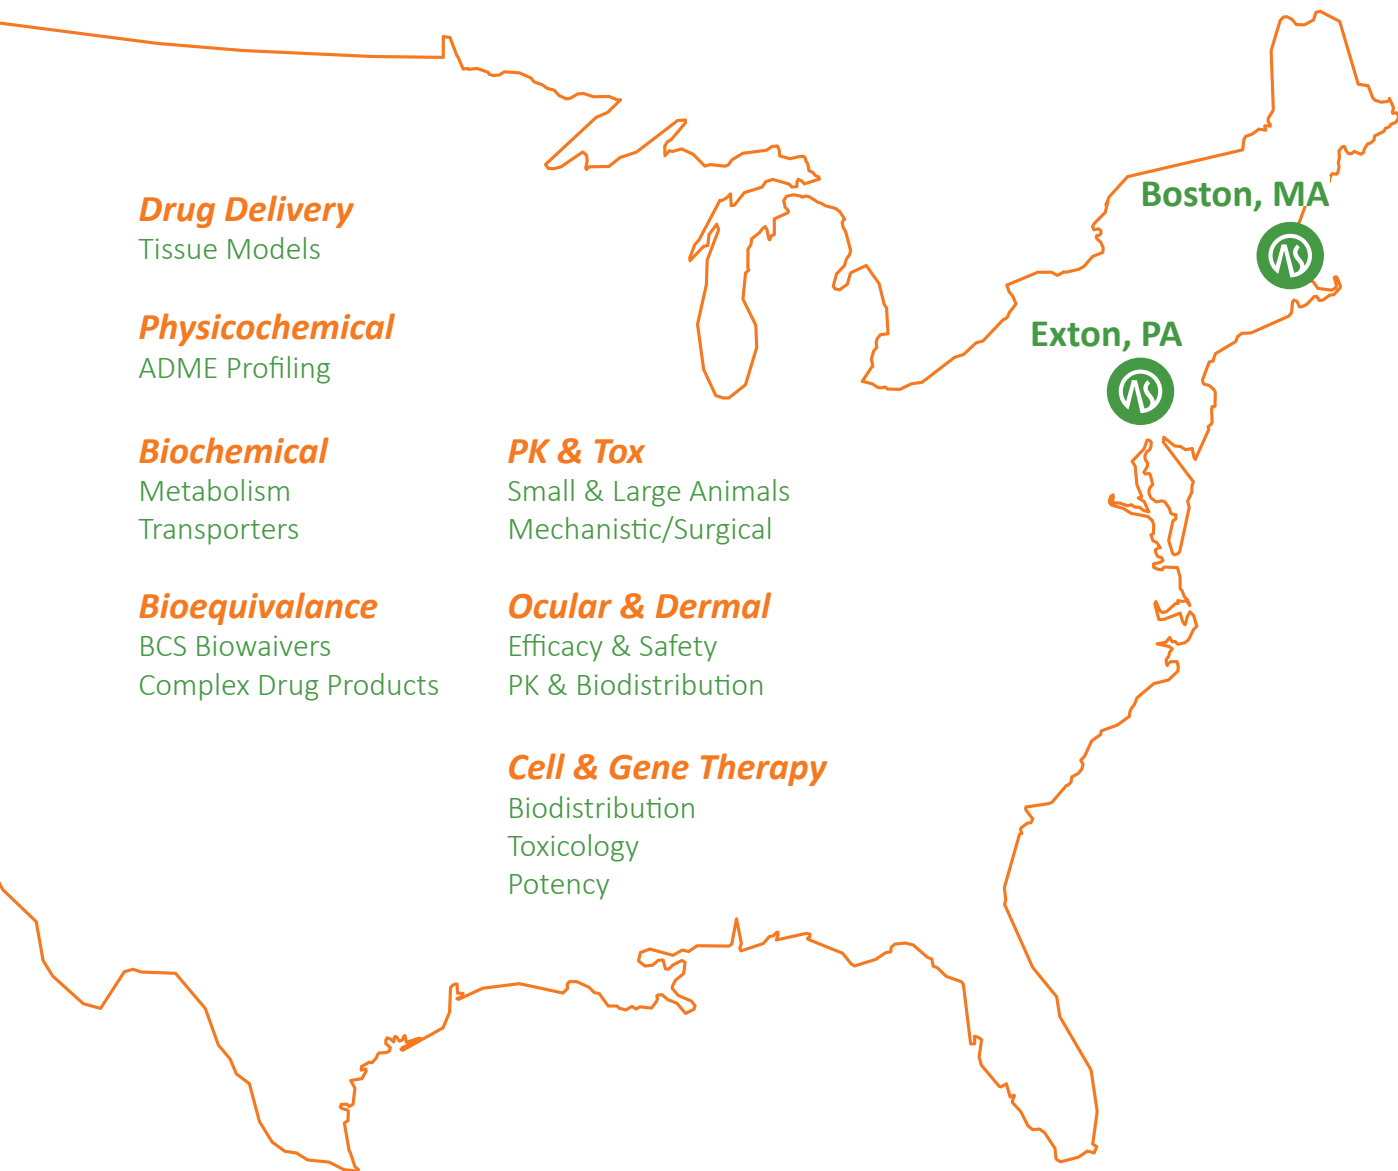 Boston, MA
Exton, PA
Drug Delivery
Tissue Models
Physicochemical
ADME Profiling
Biochemical
Metabolism
Transporters
Bioequivalance
BCS Biowaivers
Complex Drug Products
PK & Tox
Small & Large Animals
Mechanistic/Surgical
Ocular & Dermal
Efficacy & Safety
PK & Biodistribution
Cell & Gene Therapy
Biodistribution
Toxicology
Potency